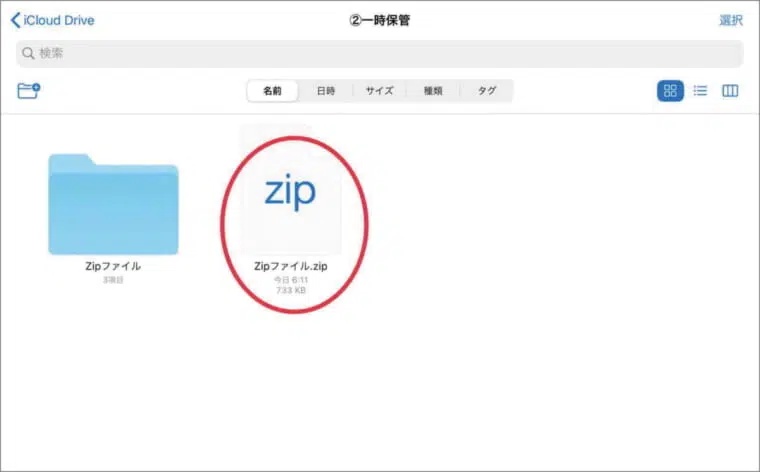 iCloud Drive
②一時保管
選択
検索
名前
日時
サイズ
種類
タグ
zip
Zipファイル
3項目
Zipファイル.zip
今日 6:11
733 KB